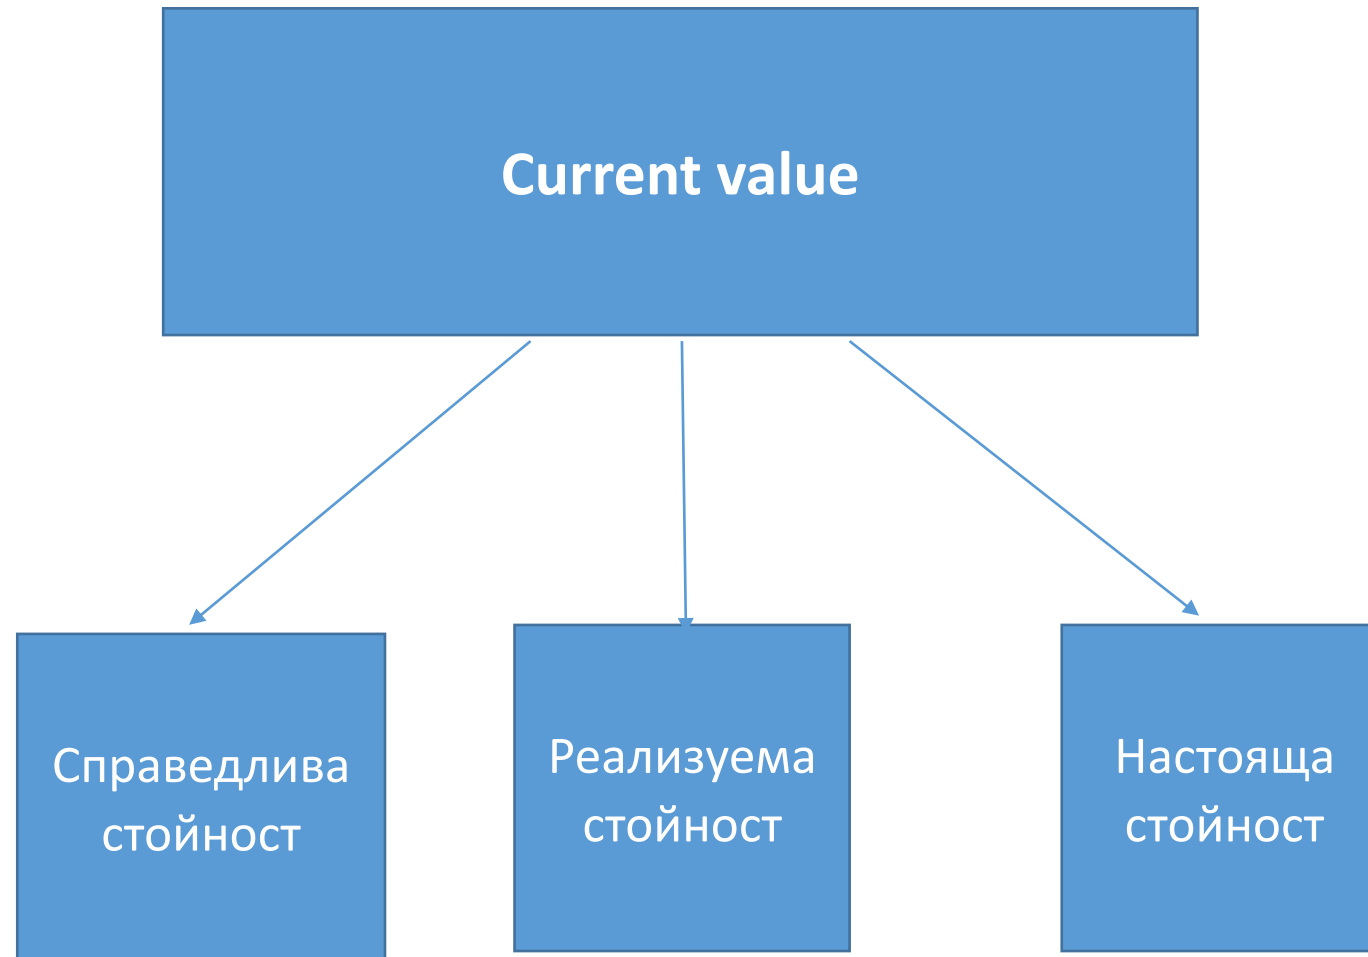 Current value
Справедлива
стойност
Реализуема
стойност
Настояща
стойност